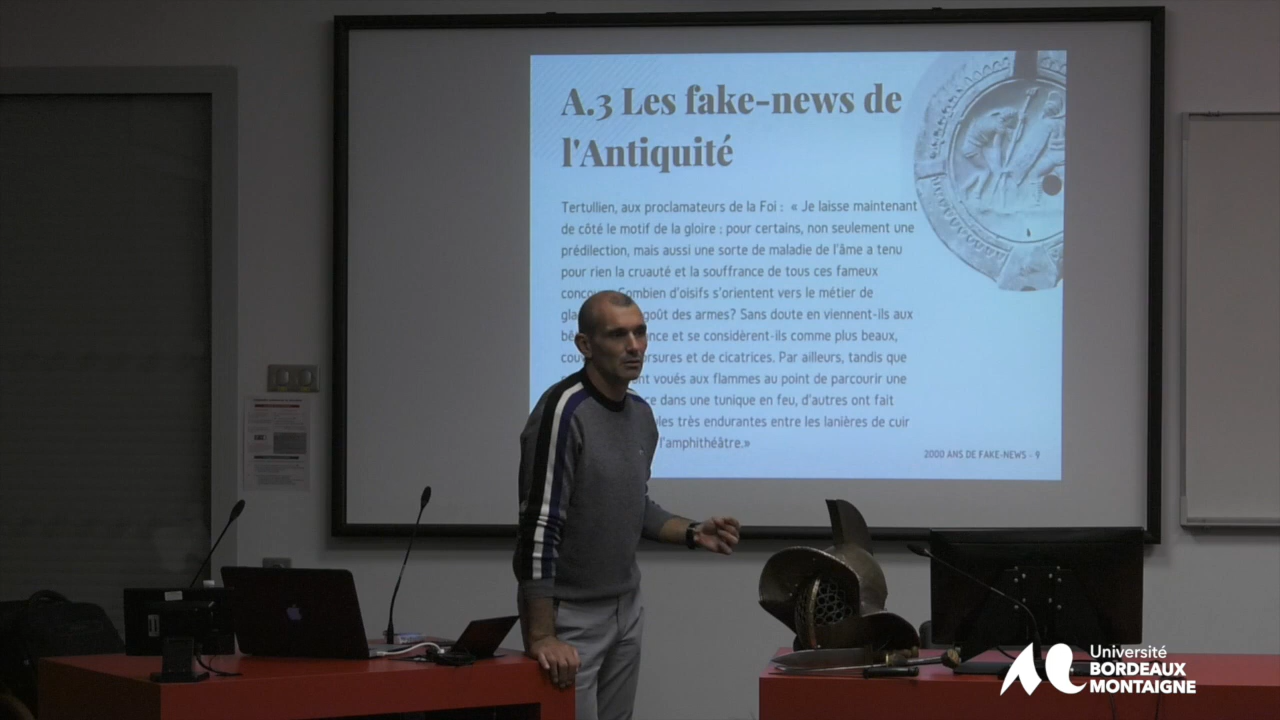 A.3 Les fake-news de
l'Antiquité
Tertullien, aux proclamateurs de la Foi : « Je laisse maintenant
de côté le motif de la gloire ; pour certains, non seulement une
prédilection, mais aussi une sorte de maladie de l'âme a tenu
pour rien la cruauté et la souffrance de tous ces fameux
Combien d'oisifs s'orientent vers le métier de
goût des armes? Sans doute en viennent-ils aux
et se considèrent-ils comme plus beaux,
et de cicatrices. Par ailleurs, tandis que
voués aux flammes au point de parcourir une
dans une tunique en feu, d'autres ont fait
très endurantes entre les lanières de cuir
l'amphithéâtre.»
2000 ANS DE FAKE-NEWS - 9
Université
BORDEAUX
MONTAIGNE